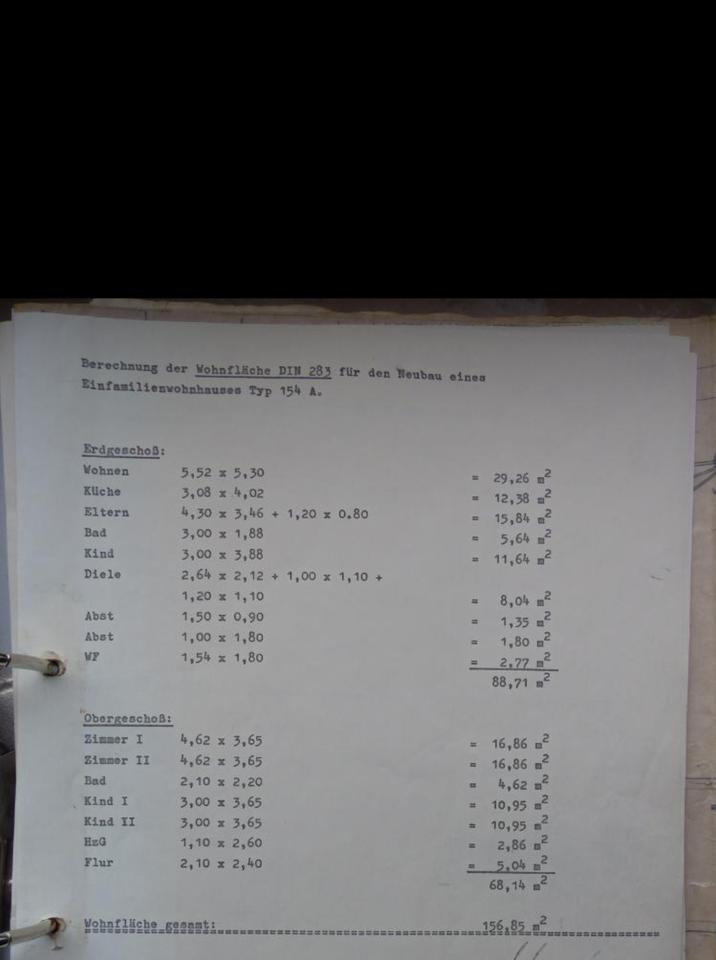 Berechnung der Wohnfläche DIN 283 für den Neubau eines
Einfamilienwohnhauses Typ 154 A.
Erdgeschoß:
Wohnen 5,52 x 5,30 = 29,26 m²
Küche 3,08 x 4,02 = 12,38 m²
Eltern 4,30 x 3,46 + 1,20 x 0.80 = 15,84 m²
Bad 3,00 x 1,88 = 5,64 m²
Kind 3,00 x 3,88 = 11,64 m²
Diele 2,64 x 2,12 + 1,00 x 1,10 +
1,20 x 1,10 = 8,04 m²
Abst 1,50 x 0,90 = 1,35 m²
Abst 1,00 x 1,80 = 1,80 m²
WF 1,54 x 1,80 = 2,77 m²
88,71 m²
Obergeschoß:
Zimmer I 4,62 x 3,65 = 16,86 m²
Zimmer II 4,62 x 3,65 = 16,86 m²
Bad 2,10 x 2,20 = 4,62 m²
Kind I 3,00 x 3,65 = 10,95 m²
Kind II 3,00 x 3,65 = 10,95 m²
HzG 1,10 x 2,60 = 2,86 m²
Flur 2,10 x 2,40 = 5,04 m²
68,14 m²
Wohnfläche gesamt: 156,85 m²